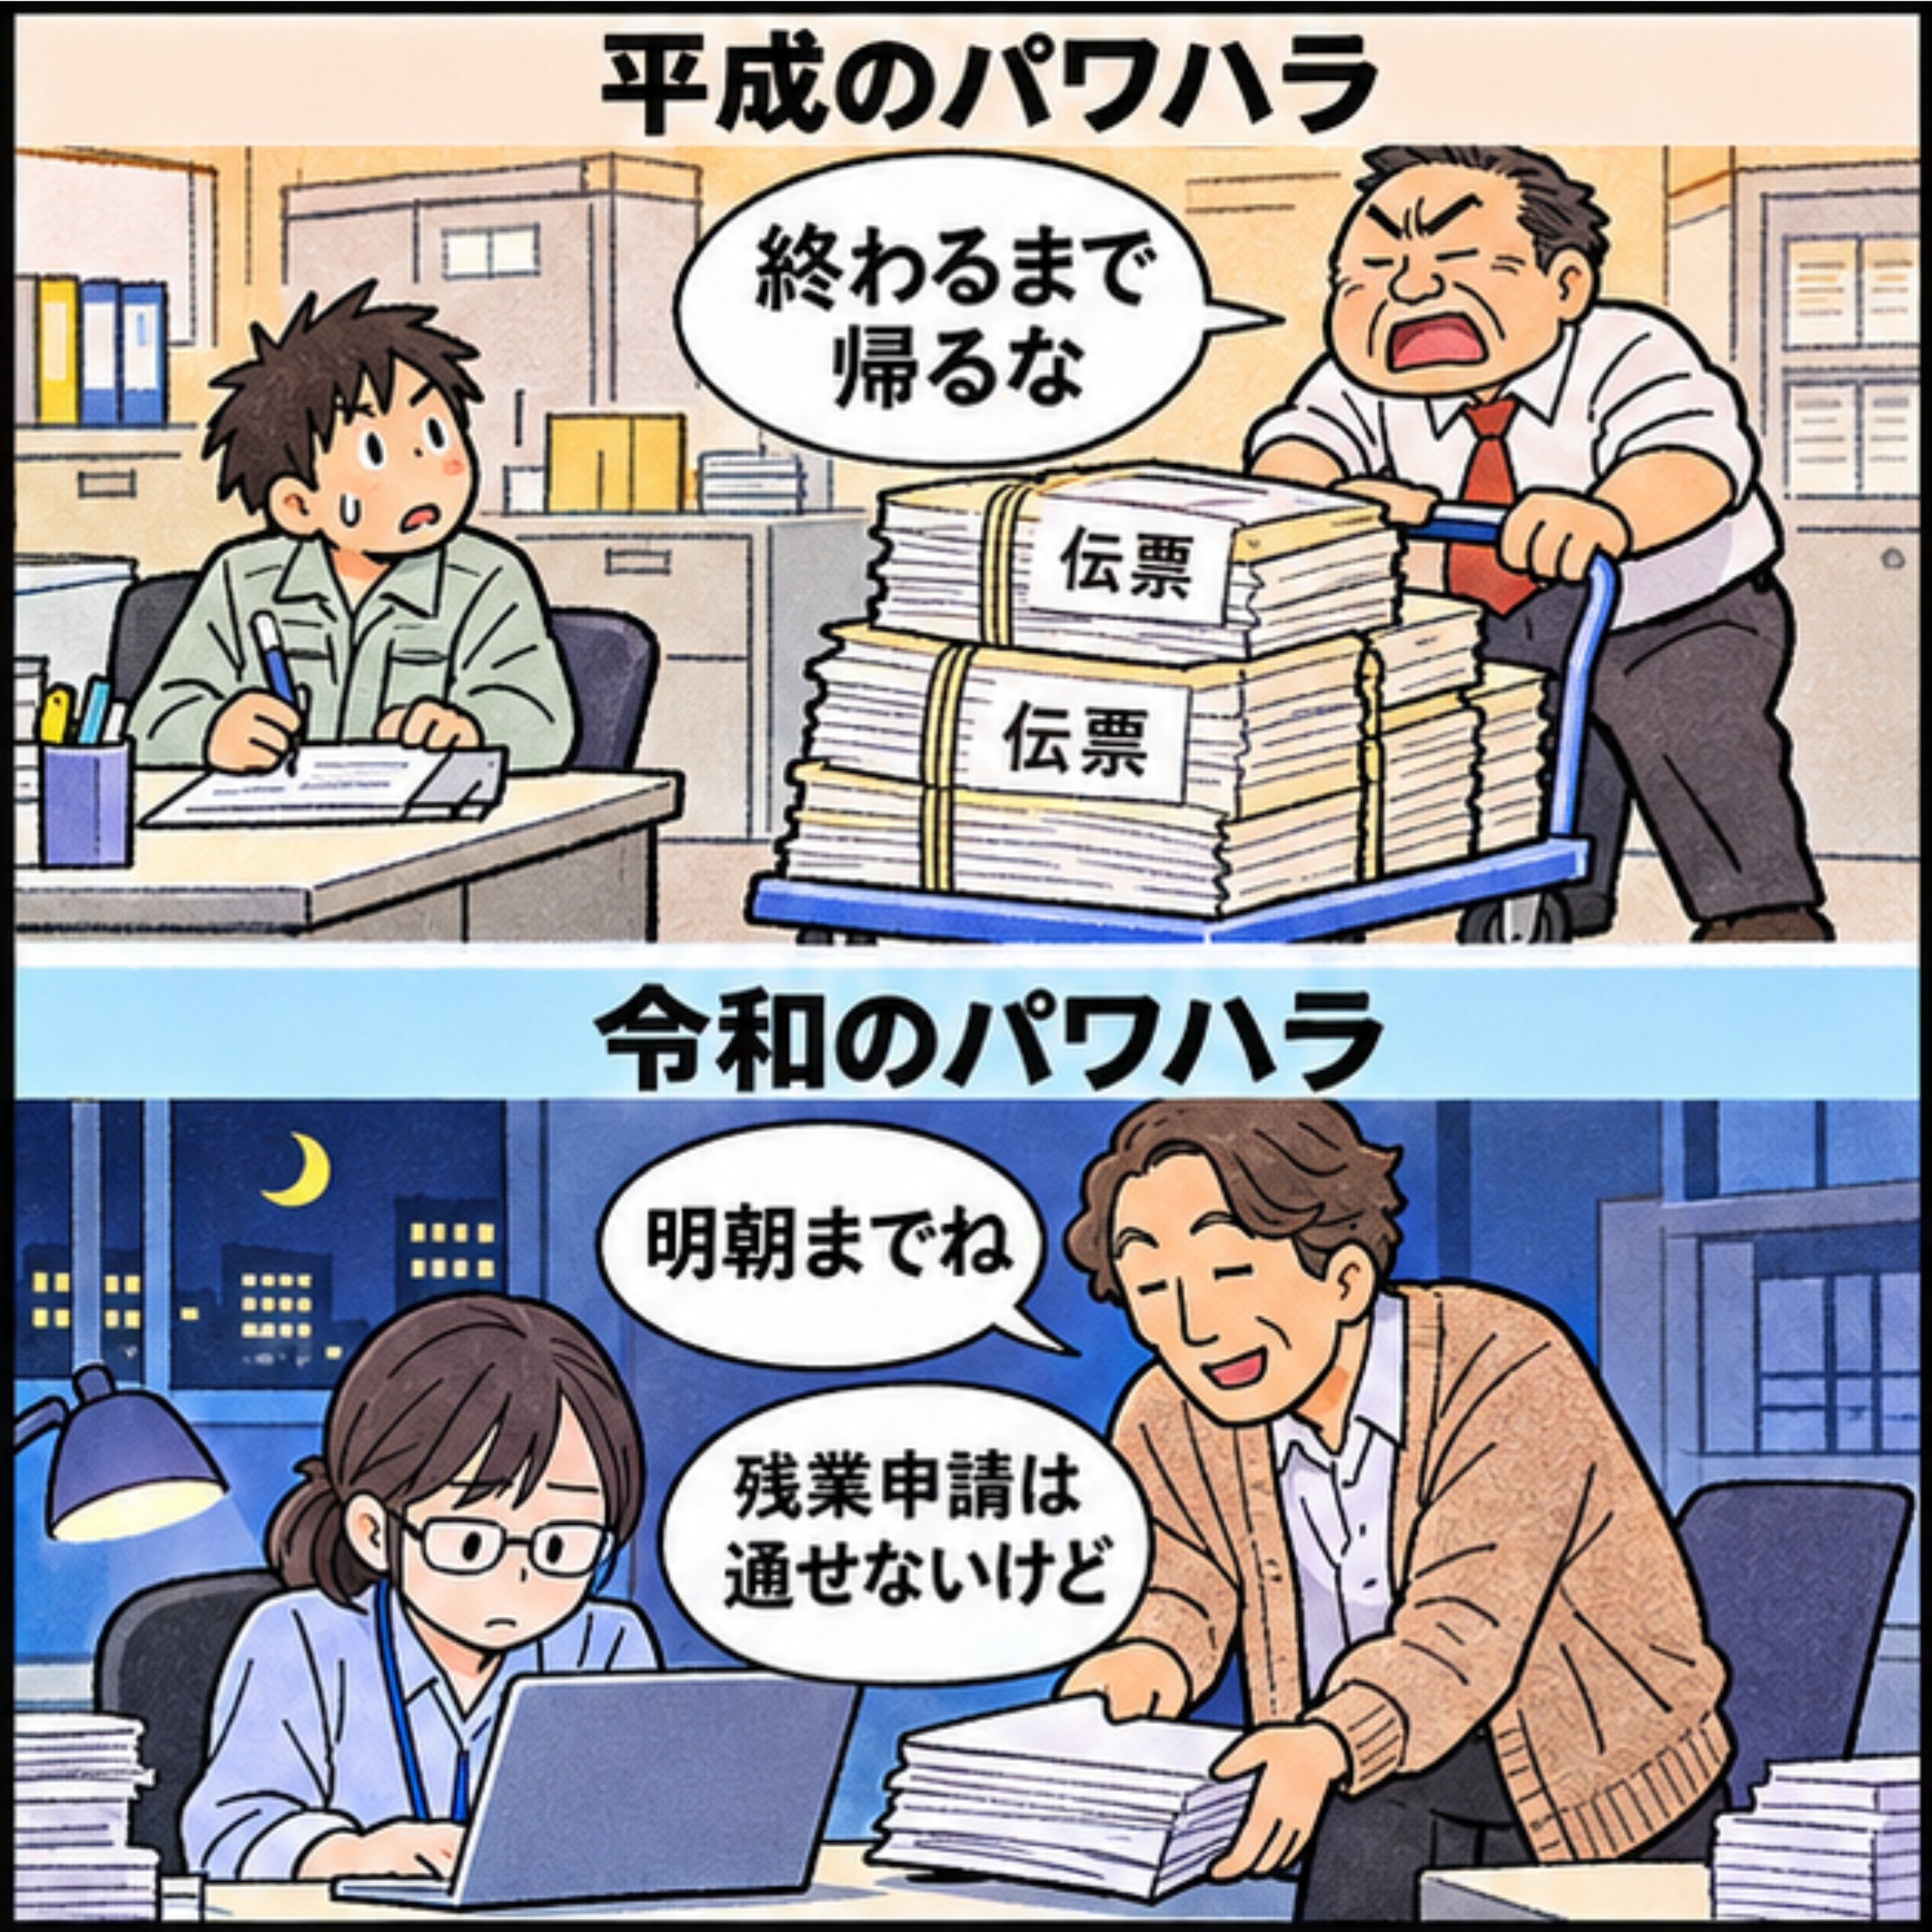 平成のパワハラ
終わるまで
帰るな
伝票
伝票
令和のパワハラ
明朝までね
残業申請は
通せないけど